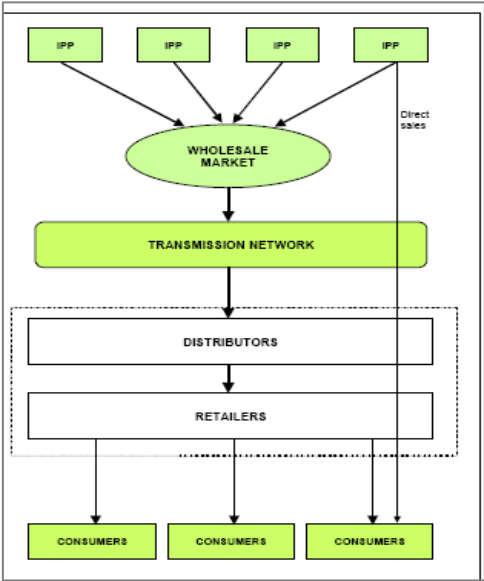 IPP
IPP
IPP
IPP
Direct
sales
WHOLESALE
MARKET
TRANSMISSION NETWORK
DISTRIBUTORS
RETAILERS
CONSUMERS
CONSUMERS
CONSUMERS